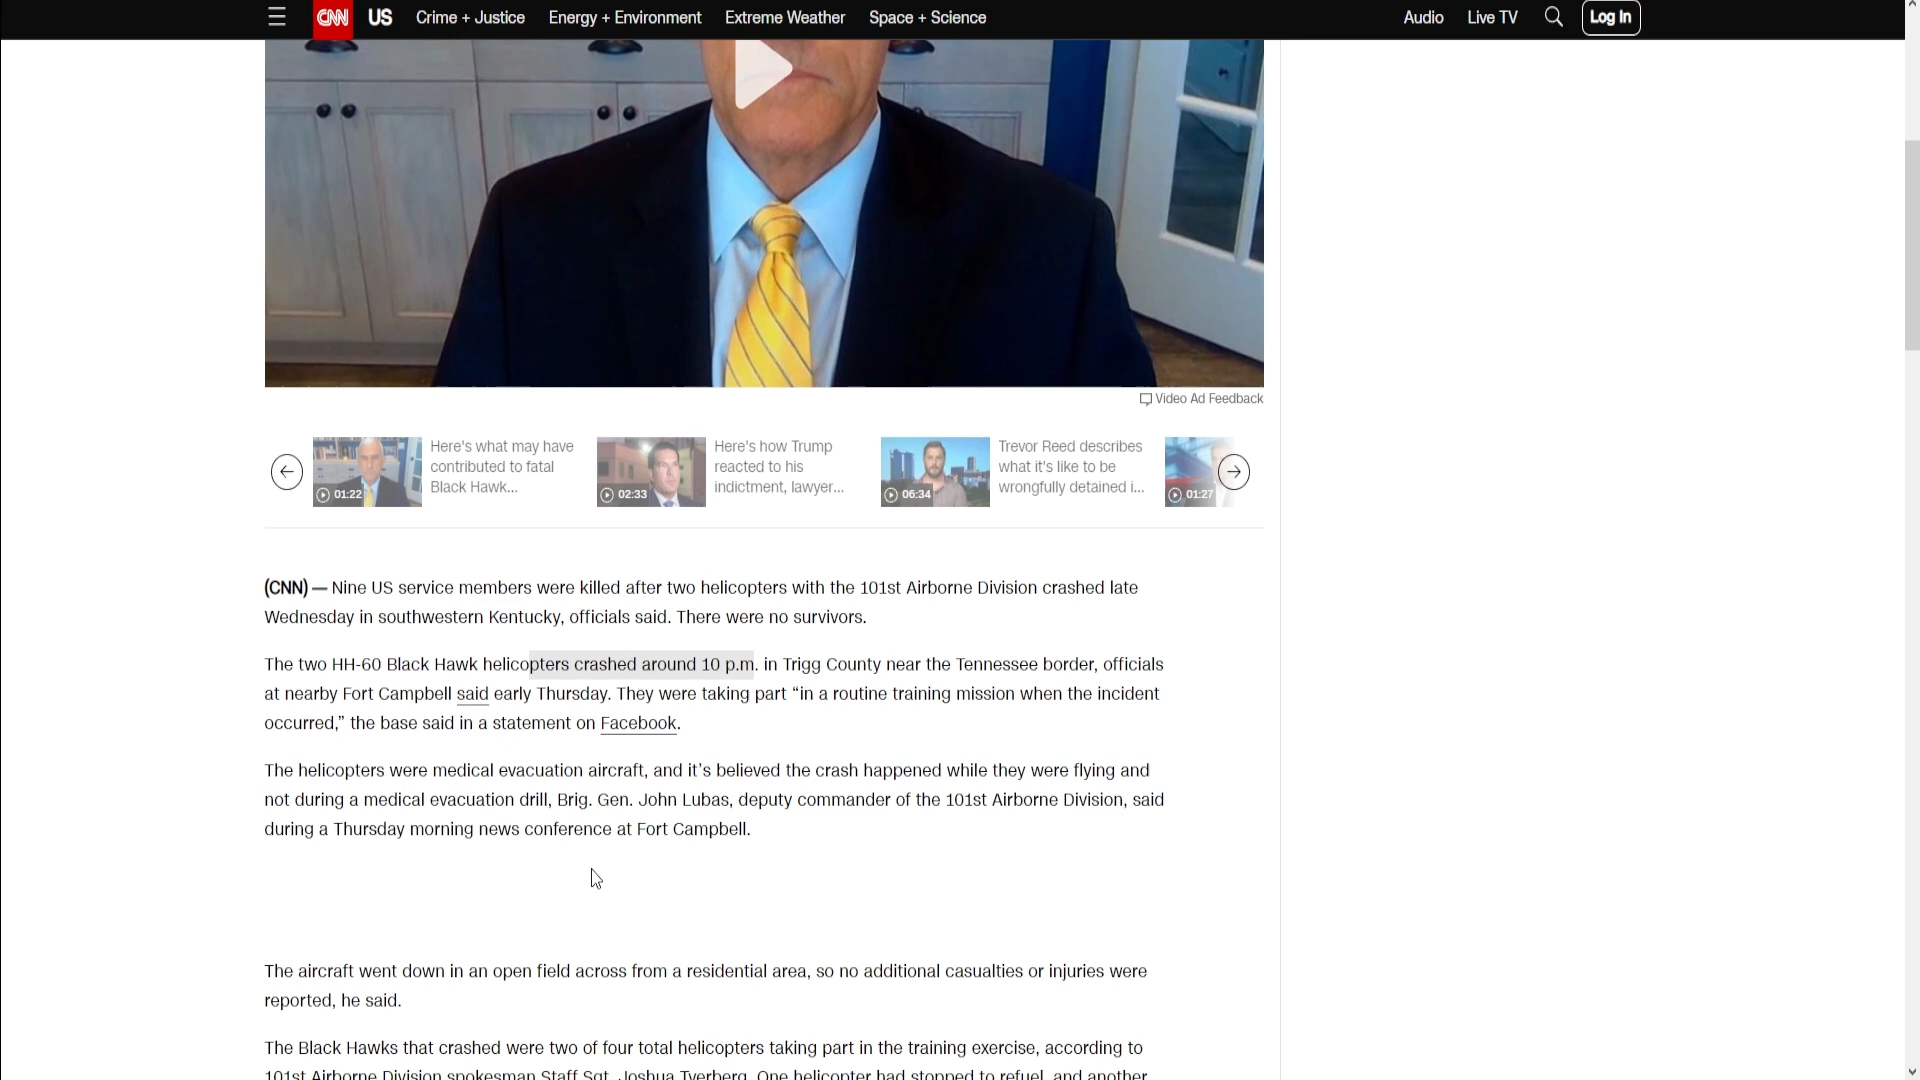 CNN US Crime + Justice Energy + Environment Extreme Weather Space + Science Audio Live TV Log In
Video Ad Feedback
Here's what may have
contributed to fatal
Black Hawk...
01:22
Here's how Trump
reacted to his
indictment, lawyer...
02:33
Trevor Reed describes
what it's like to be
wrongfully detained i...
06:34
01:27
(CNN) — Nine US service members were killed after two helicopters with the 101st Airborne Division crashed late
Wednesday in southwestern Kentucky, officials said. There were no survivors.
The two HH-60 Black Hawk helicopters crashed around 10 p.m. in Trigg County near the Tennessee border, officials
at nearby Fort Campbell said early Thursday. They were taking part “in a routine training mission when the incident
occurred,” the base said in a statement on Facebook.
The helicopters were medical evacuation aircraft, and it’s believed the crash happened while they were flying and
not during a medical evacuation drill, Brig. Gen. John Lubas, deputy commander of the 101st Airborne Division, said
during a Thursday morning news conference at Fort Campbell.
The aircraft went down in an open field across from a residential area, so no additional casualties or injuries were
reported, he said.
The Black Hawks that crashed were two of four total helicopters taking part in the training exercise, according to
101st Airborne Division spokesman Staff Sgt. Joshua Tverberg. One helicopter had stopped to refuel, and another